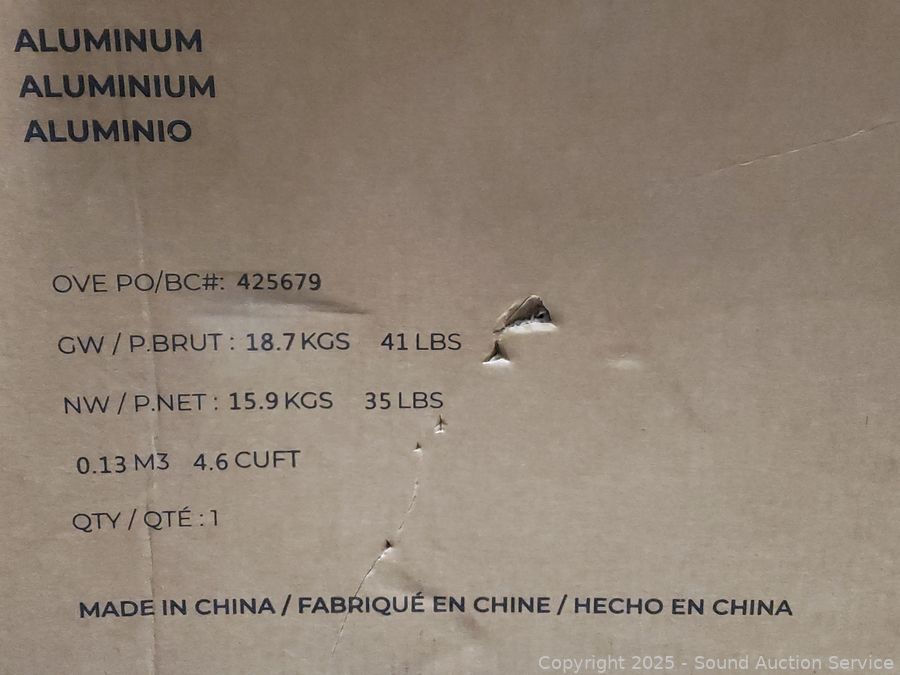 ALUMINUM
ALUMINIUM
ALUMINIO
OVE PO/BC#: 425679
GW / P.BRUT : 18.7 KGS 41 LBS
NW / P.NET : 15.9 KGS 35 LBS
0.13 M3 4.6 CUFT
QTY / QTÉ : 1
MADE IN CHINA / FABRIQUÉ EN CHINE / HECHO EN CHINA
Copyright 2025 - Sound Auction Service